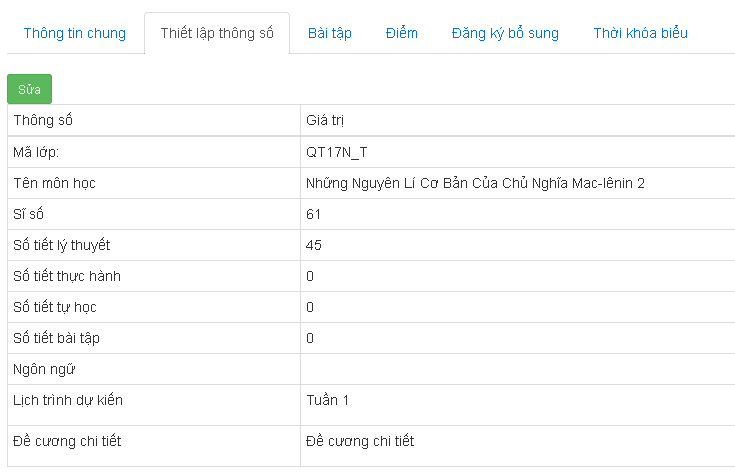 Thông tin chung Thiết lập thông số Bài tập Điểm Đăng ký bổ sung Thời khóa biểu
Sửa
Thông số Giá trị
Mã lớp: QT17N_T
Tên môn học Những Nguyên Lí Cơ Bản Của Chủ Nghĩa Mac-lênin 2
Sĩ số 61
Số tiết lý thuyết 45
Số tiết thực hành 0
Số tiết tự học 0
Số tiết bài tập 0
Ngôn ngữ
Lịch trình dự kiến Tuần 1
Đề cương chi tiết Đề cương chi tiết